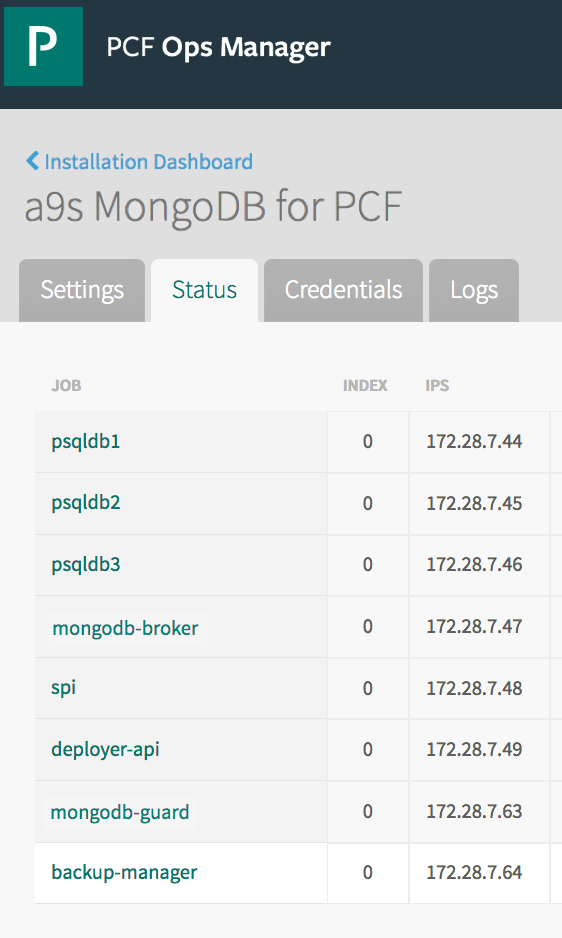 P PCF Ops Manager
Installation Dashboard
a9s MongoDB for PCF
Settings Status Credentials Logs
JOB INDEX IPS
psqldb1 0 172.28.7.44
psqldb2 0 172.28.7.45
psqldb3 0 172.28.7.46
mongodb-broker 0 172.28.7.47
spi 0 172.28.7.48
deployer-api 0 172.28.7.49
mongodb-guard 0 172.28.7.63
backup-manager 0 172.28.7.64